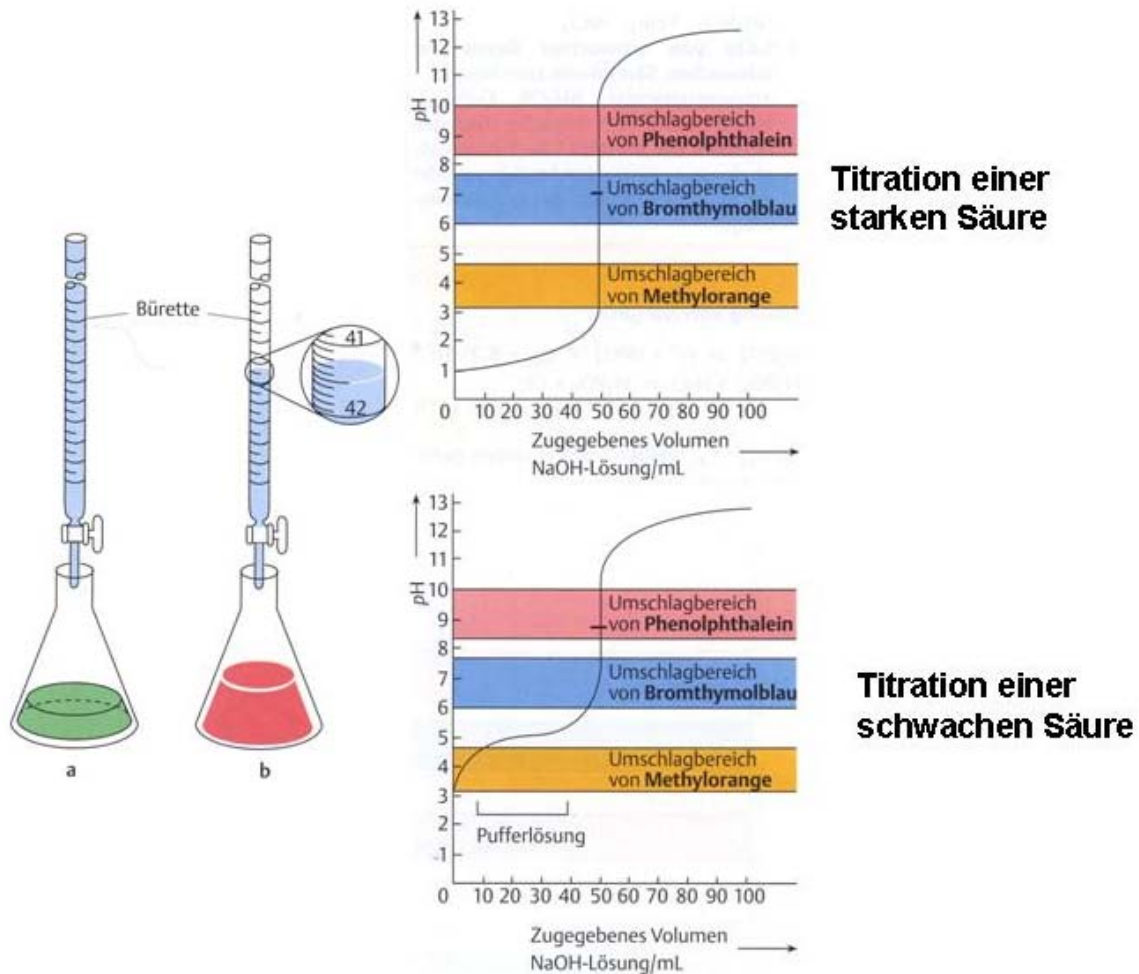 Bürette
41
42
a
b
13
12
11
10
9
8
7
6
5
4
3
2
1
pH
Umschlagbereich
von Phenolphthalein
Umschlagbereich
von Bromthymolblau
Umschlagbereich
von Methylorange
0 10 20 30 40 50 60 70 80 90 100
Zugegebenes Volumen
NaOH-Lösung/mL
Titration einer
starken Säure
13
12
11
10
9
8
7
6
5
4
3
2
1
pH
Umschlagbereich
von Phenolphthalein
Umschlagbereich
von Bromthymolblau
Umschlagbereich
von Methylorange
Pufferlösung
0 10 20 30 40 50 60 70 80 90 100
Zugegebenes Volumen
NaOH-Lösung/mL
Titration einer
schwachen Säure